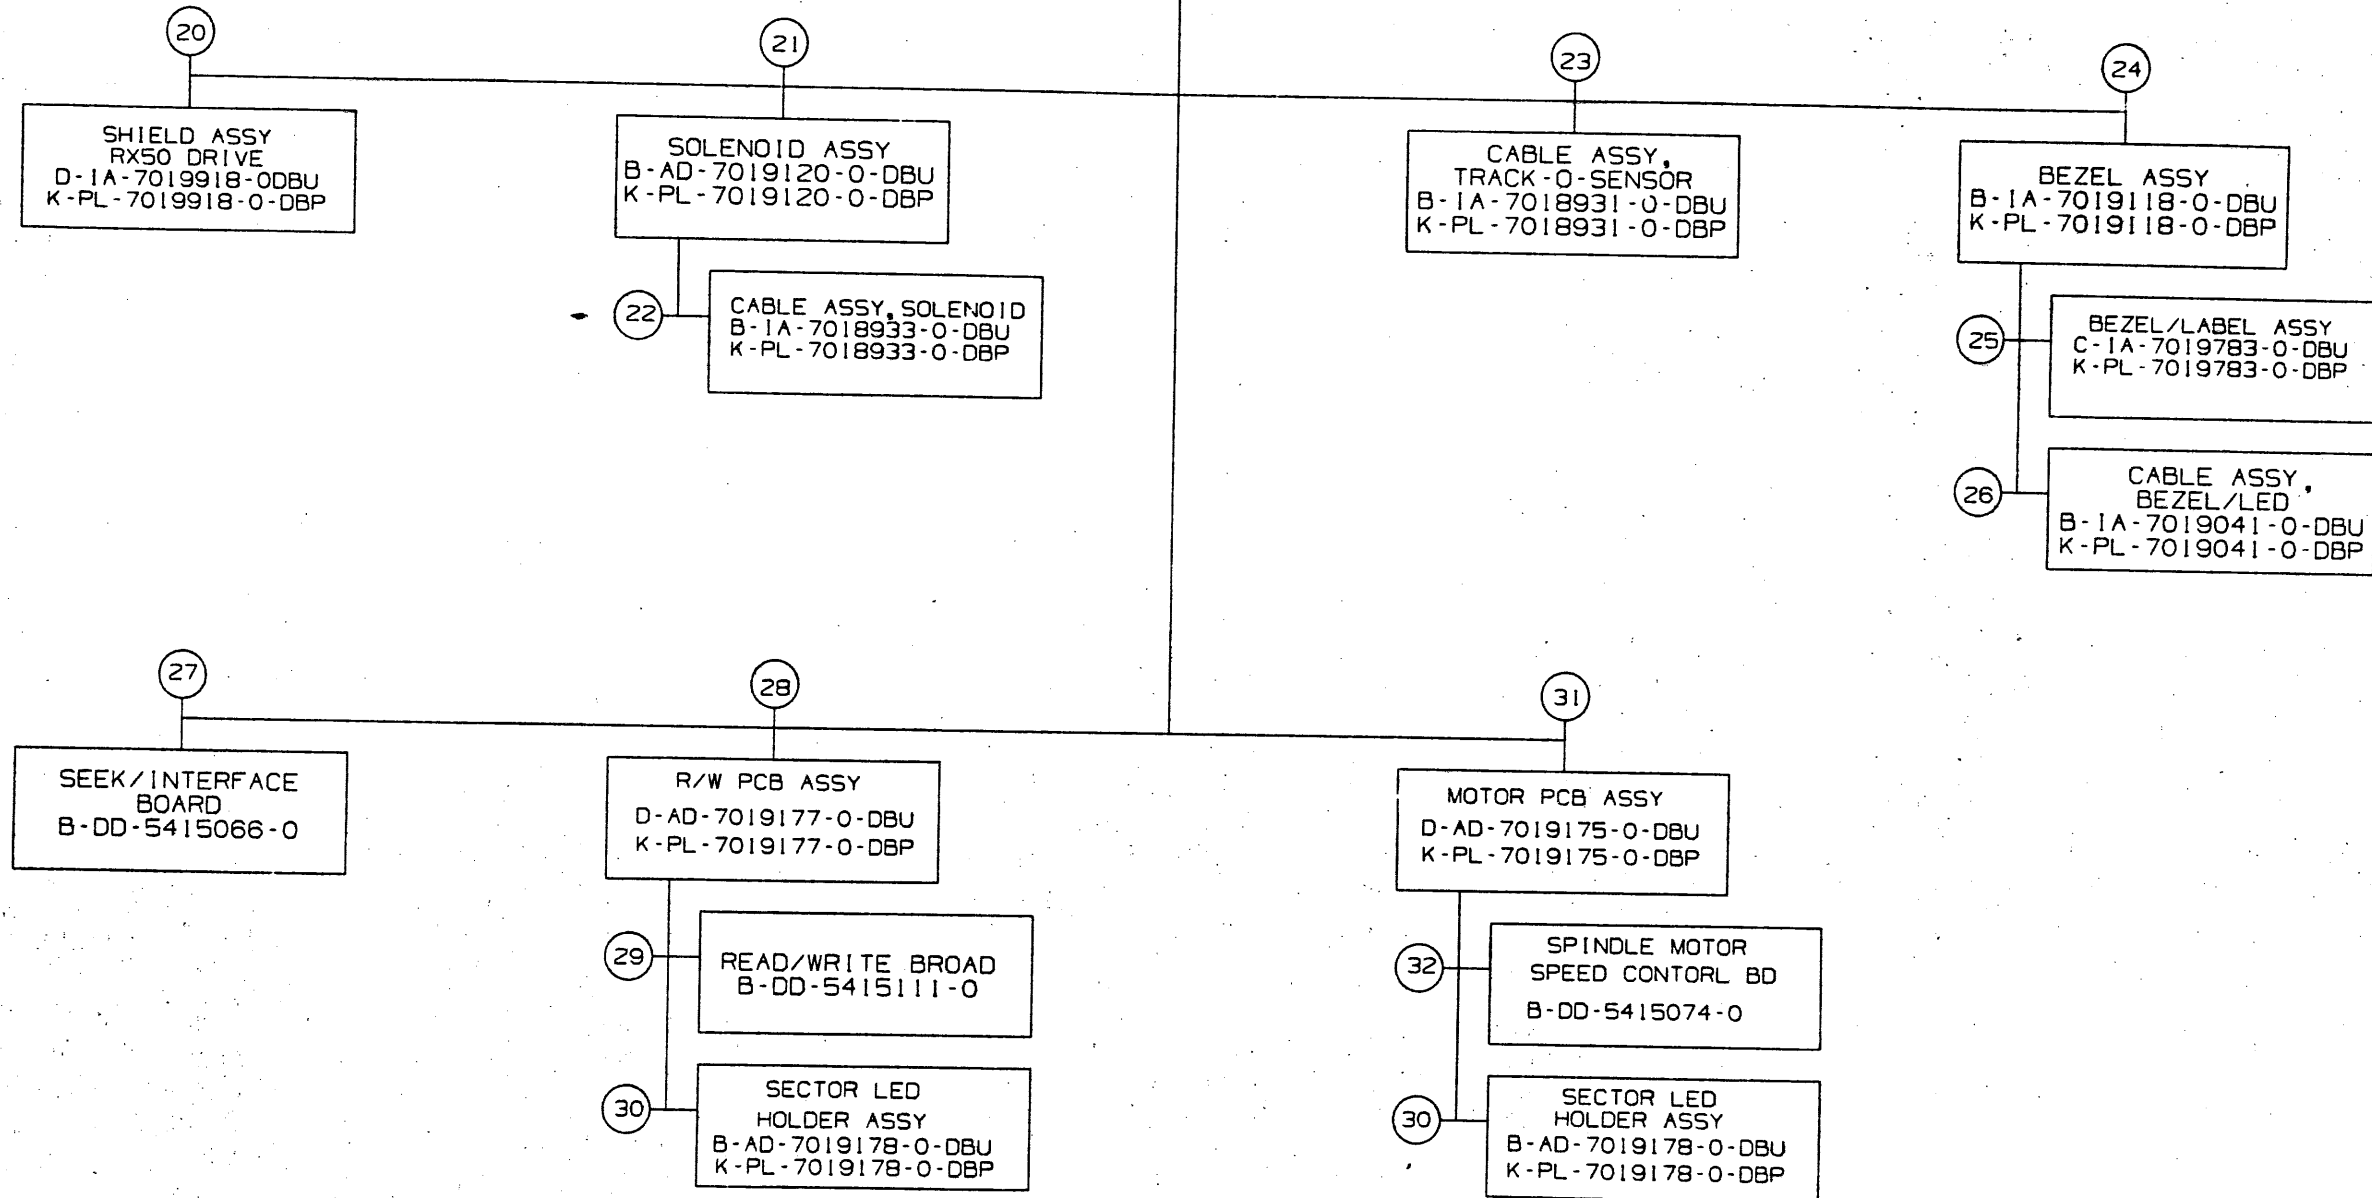 20
SHIELD ASSY
RX50 DRIVE
D-IA-7019918-ODBU
K-PL-7019918-0-DBP
21
SOLENOID ASSY
B-AD-7019120-0-DBU
K-PL-7019120-0-DBP
22
CABLE ASSY, SOLENOID
B-IA-7018933-0-DBU
K-PL-7018933-0-DBP
23
CABLE ASSY,
TRACK-0-SENSOR
B-IA-7018931-0-DBU
K-PL-7018931-0-DBP
24
BEZEL ASSY
B-IA-7019118-0-DBU
K-PL-7019118-0-DBP
25
BEZEL/LABEL ASSY
C-IA-7019783-0-DBU
K-PL-7019783-0-DBP
26
CABLE ASSY,
BEZEL/LED
B-IA-7019041-0-DBU
K-PL-7019041-0-DBP
27
SEEK/INTERFACE
BOARD
B-DD-5415066-0
28
R/W PCB ASSY
D-AD-7019177-0-DBU
K-PL-7019177-0-DBP
29
READ/WRITE BROAD
B-DD-5415111-0
30
SECTOR LED
HOLDER ASSY
B-AD-7019178-0-DBU
K-PL-7019178-0-DBP
31
MOTOR PCB ASSY
D-AD-7019175-0-DBU
K-PL-7019175-0-DBP
32
SPINDLE MOTOR
SPEED CONTORL BD
B-DD-5415074-0
30
SECTOR LED
HOLDER ASSY
B-AD-7019178-0-DBU
K-PL-7019178-0-DBP